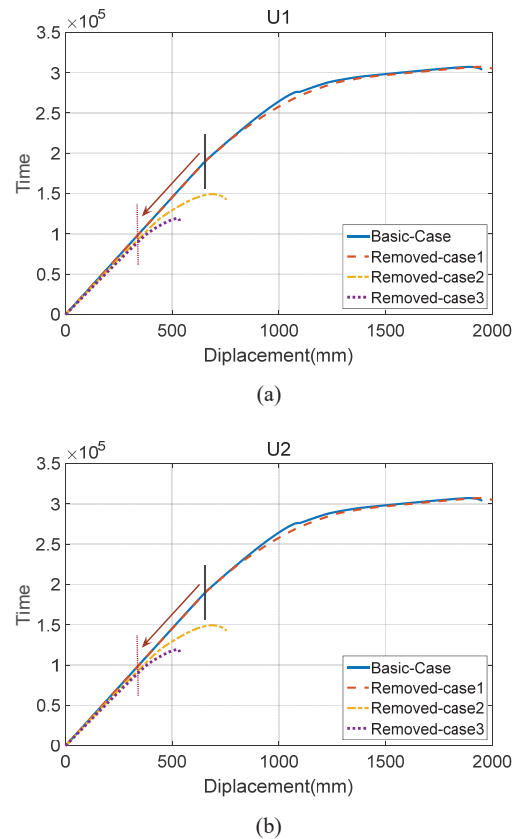 U1
×10^5
3.5
3
2.5
2
1.5
1
0.5
0
Time
0 500 1000 1500 2000
Diplacement(mm)
Basic-Case
Removed-case1
Removed-case2
Removed-case3
(a)
U2
×10^5
3.5
3
2.5
2
1.5
1
0.5
0
Time
0 500 1000 1500 2000
Diplacement(mm)
Basic-Case
Removed-case1
Removed-case2
Removed-case3
(b)